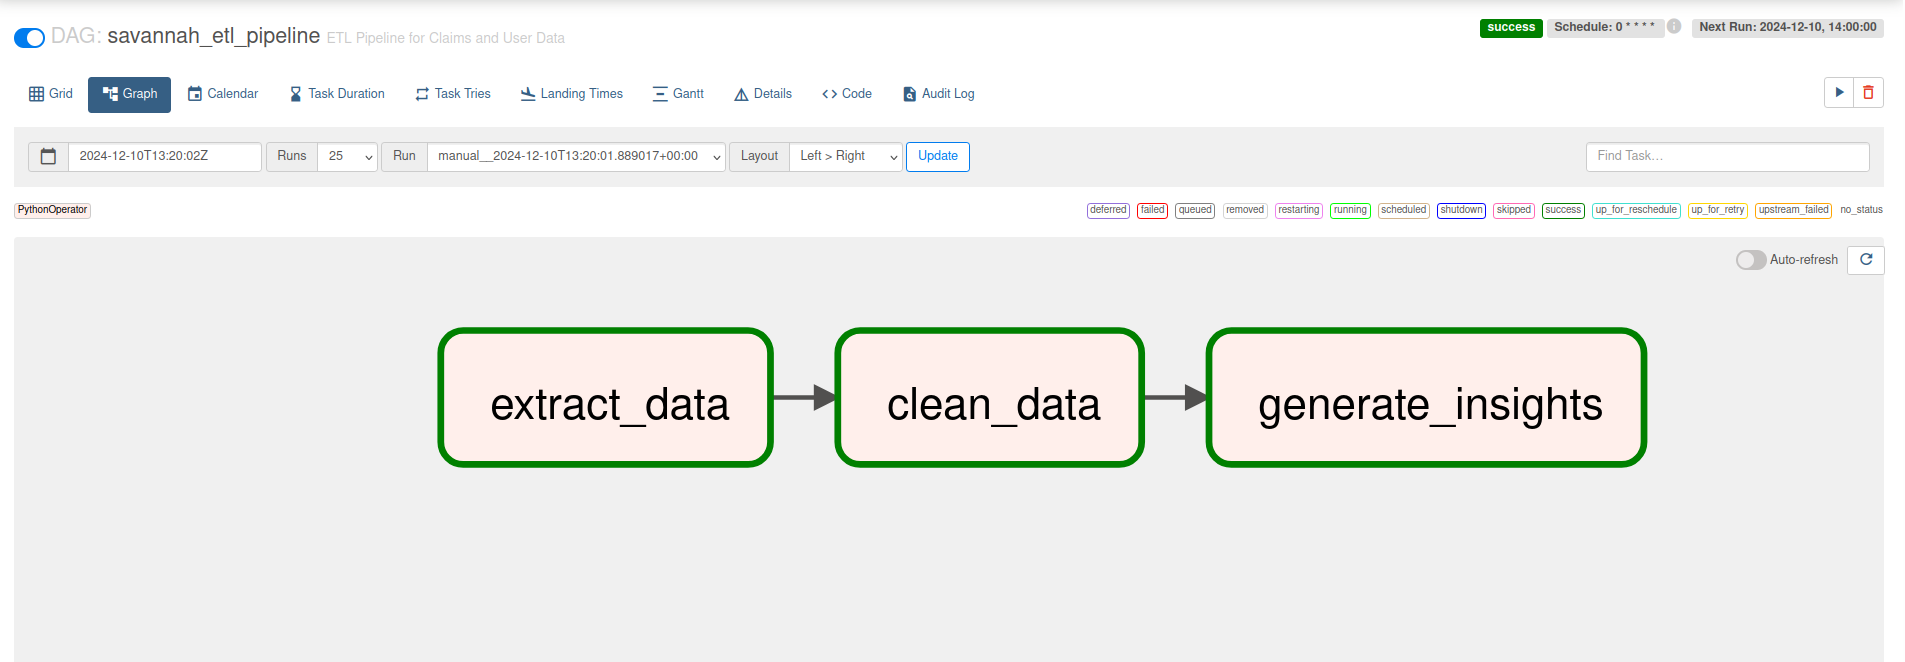 DAG: savannah_etl_pipeline ETL Pipeline for Claims and User Data
success Schedule: 0 * * * * Next Run: 2024-12-10, 14:00:00
Grid Graph Calendar Task Duration Task Tries Landing Times Gantt Details Code Audit Log
2024-12-10T13:20:02Z Runs 25 Run manual__2024-12-10T13:20:01.889017+00:00 Layout Left > Right Update Find Task...
PythonOperator deferred failed queued removed restarting running scheduled shutdown skipped success up_for_reschedule up_for_retry upstream_failed no_status
Auto-refresh
extract_data clean_data generate_insights